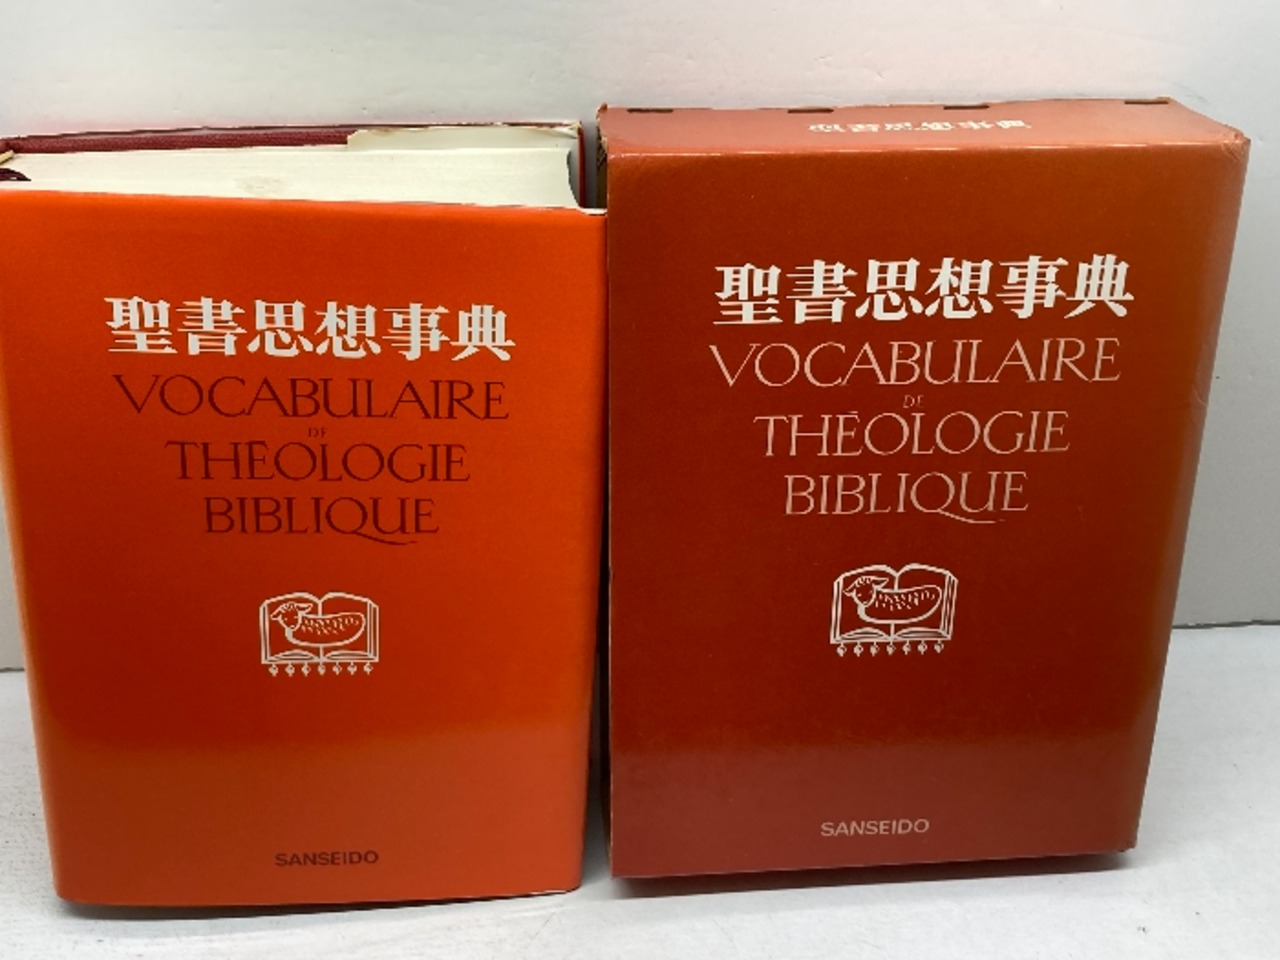 聖書思想事典
VOCABULAIRE
DE
THÉOLOGIE
BIBLIQUE
SANSEIDO
聖書思想事典
VOCABULAIRE
DE
THÉOLOGIE
BIBLIQUE
SANSEIDO